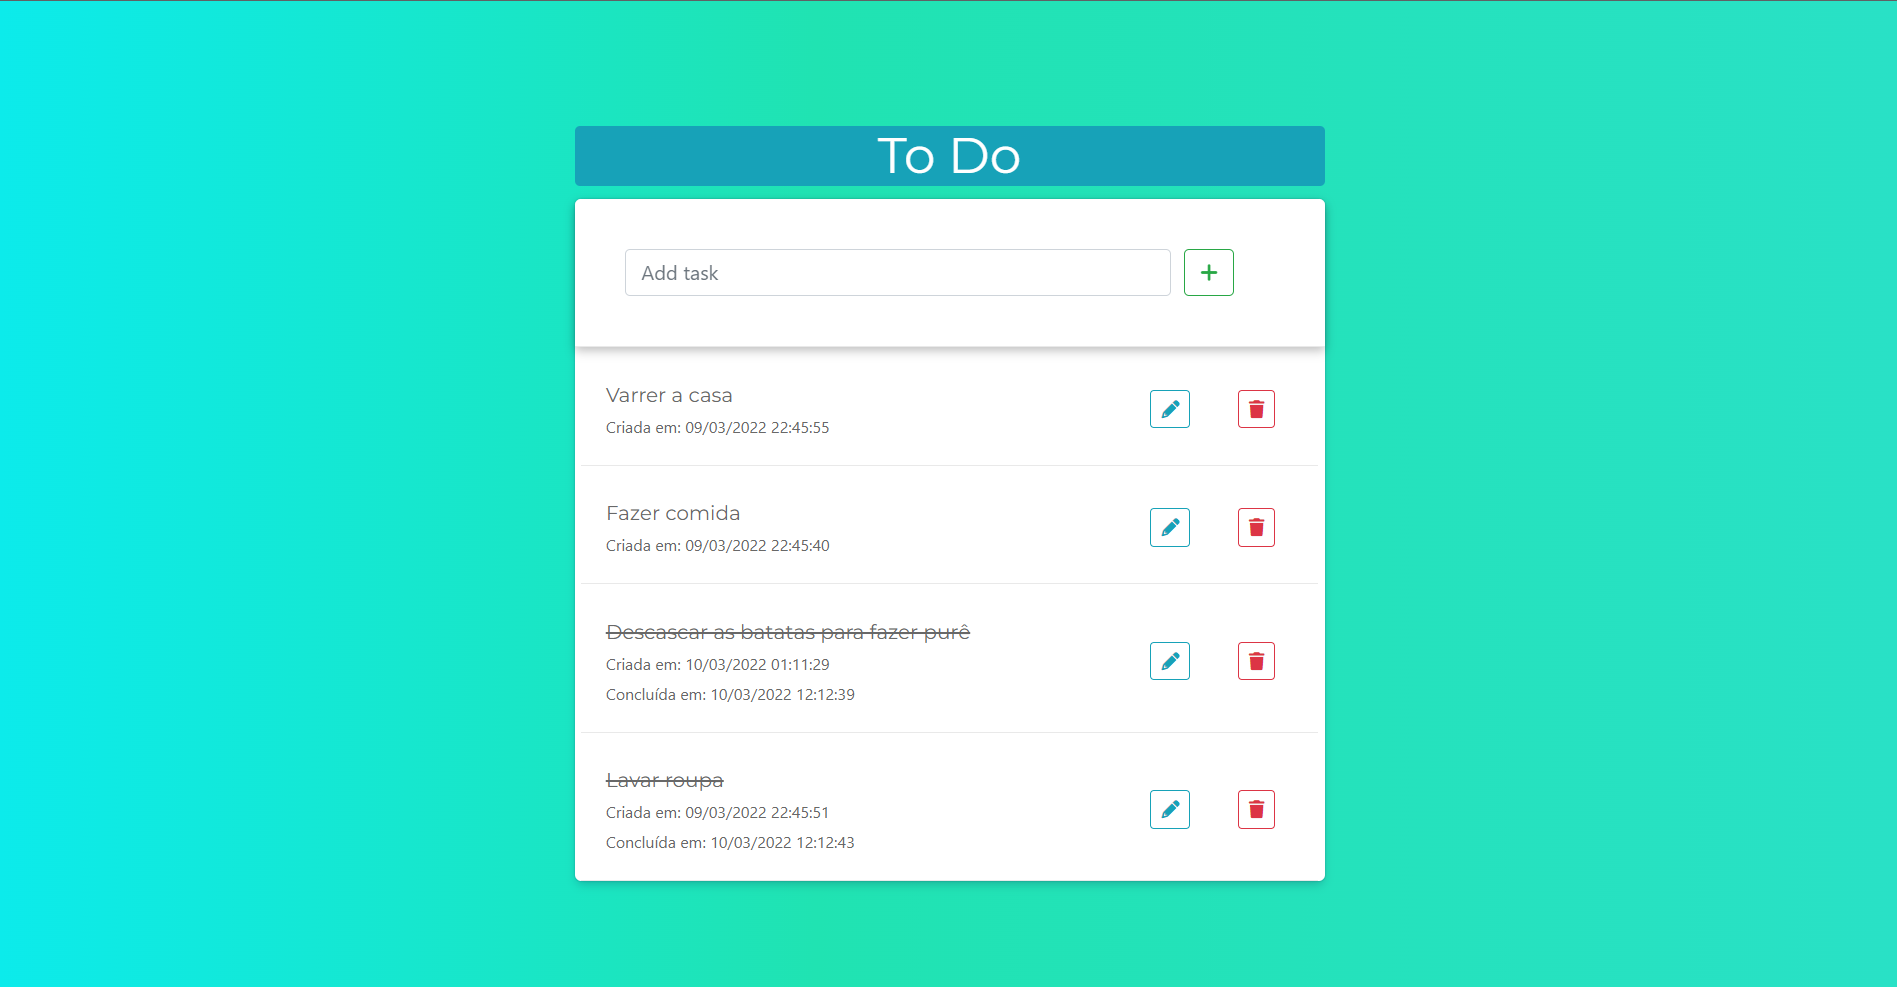 To Do
Add task
Varrer a casa
Criada em: 09/03/2022 22:45:55
Fazer comida
Criada em: 09/03/2022 22:45:40
Descascar as batatas para fazer purê
Criada em: 10/03/2022 01:11:29
Concluída em: 10/03/2022 12:12:39
Lavar roupa
Criada em: 09/03/2022 22:45:51
Concluída em: 10/03/2022 12:12:43